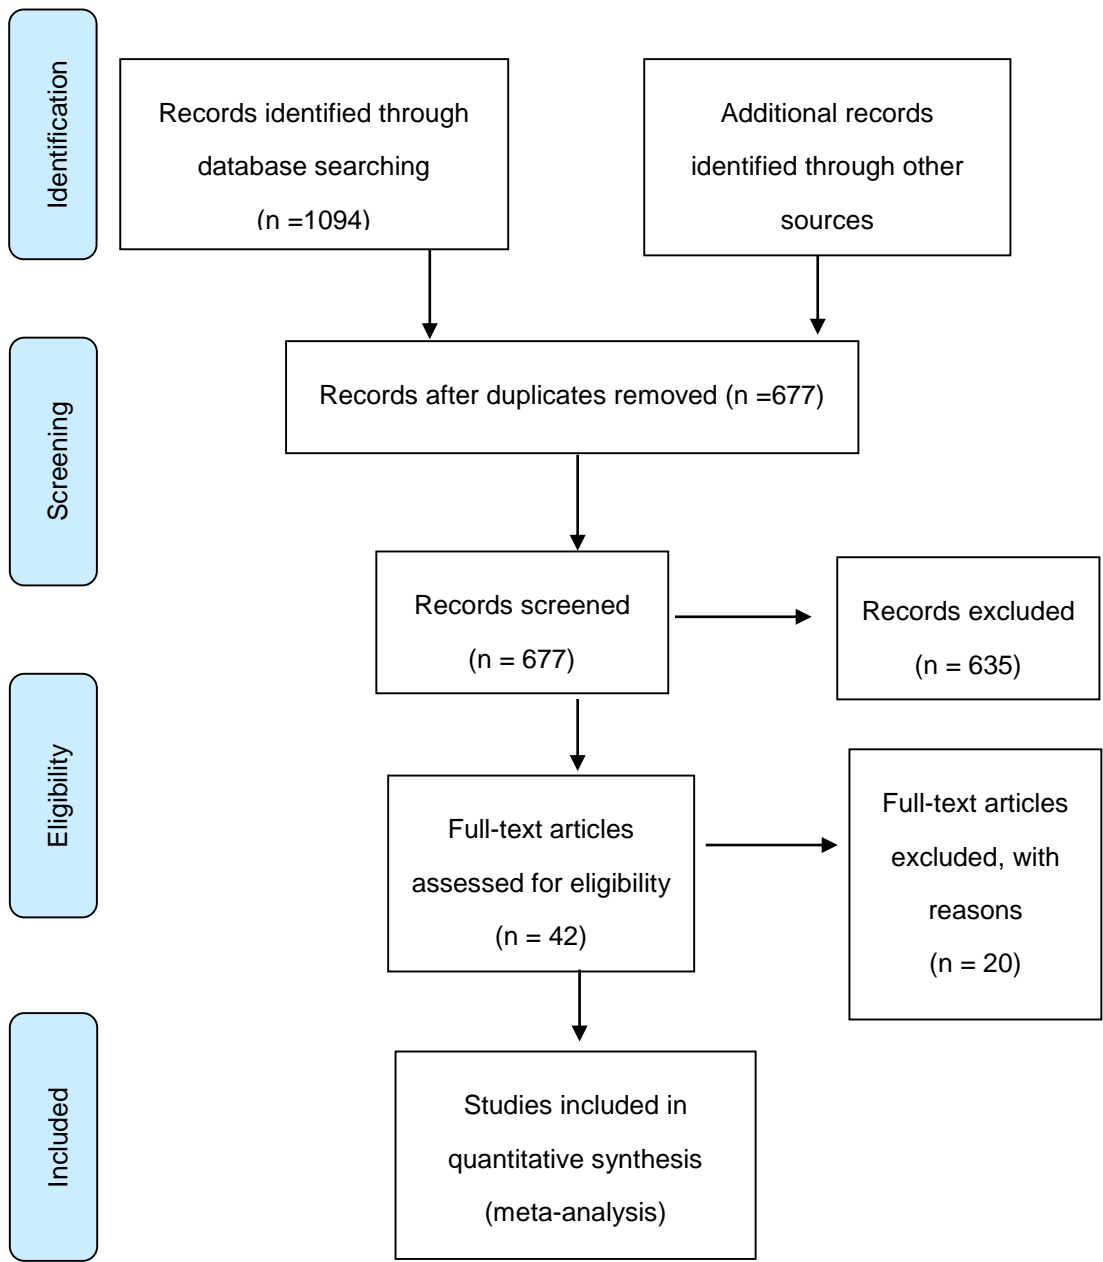 Identification
Records identified through
database searching
(n =1094)
Additional records
identified through other
sources
Screening
Records after duplicates removed (n =677)
Records screened
(n = 677)
Records excluded
(n = 635)
Eligibility
Full-text articles
assessed for eligibility
(n = 42)
Full-text articles
excluded, with
reasons
(n = 20)
Included
Studies included in
quantitative synthesis
(meta-analysis)